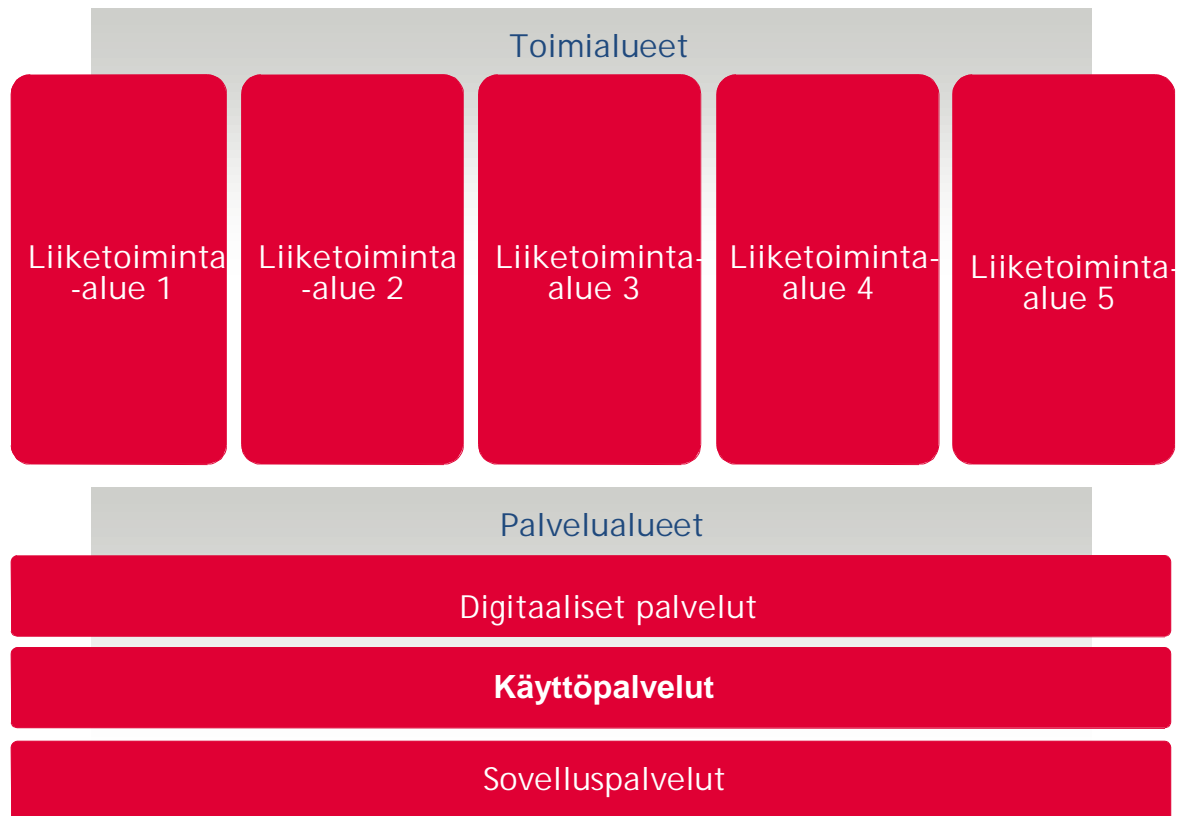 Toimialueet
Liiketoiminta
-alue 1
Liiketoiminta
-alue 2
Liiketoiminta-
alue 3
Liiketoiminta-
alue 4
Liiketoiminta-
alue 5
Palvelualueet
Digitaaliset palvelut
Käyttöpalvelut
Sovelluspalvelut